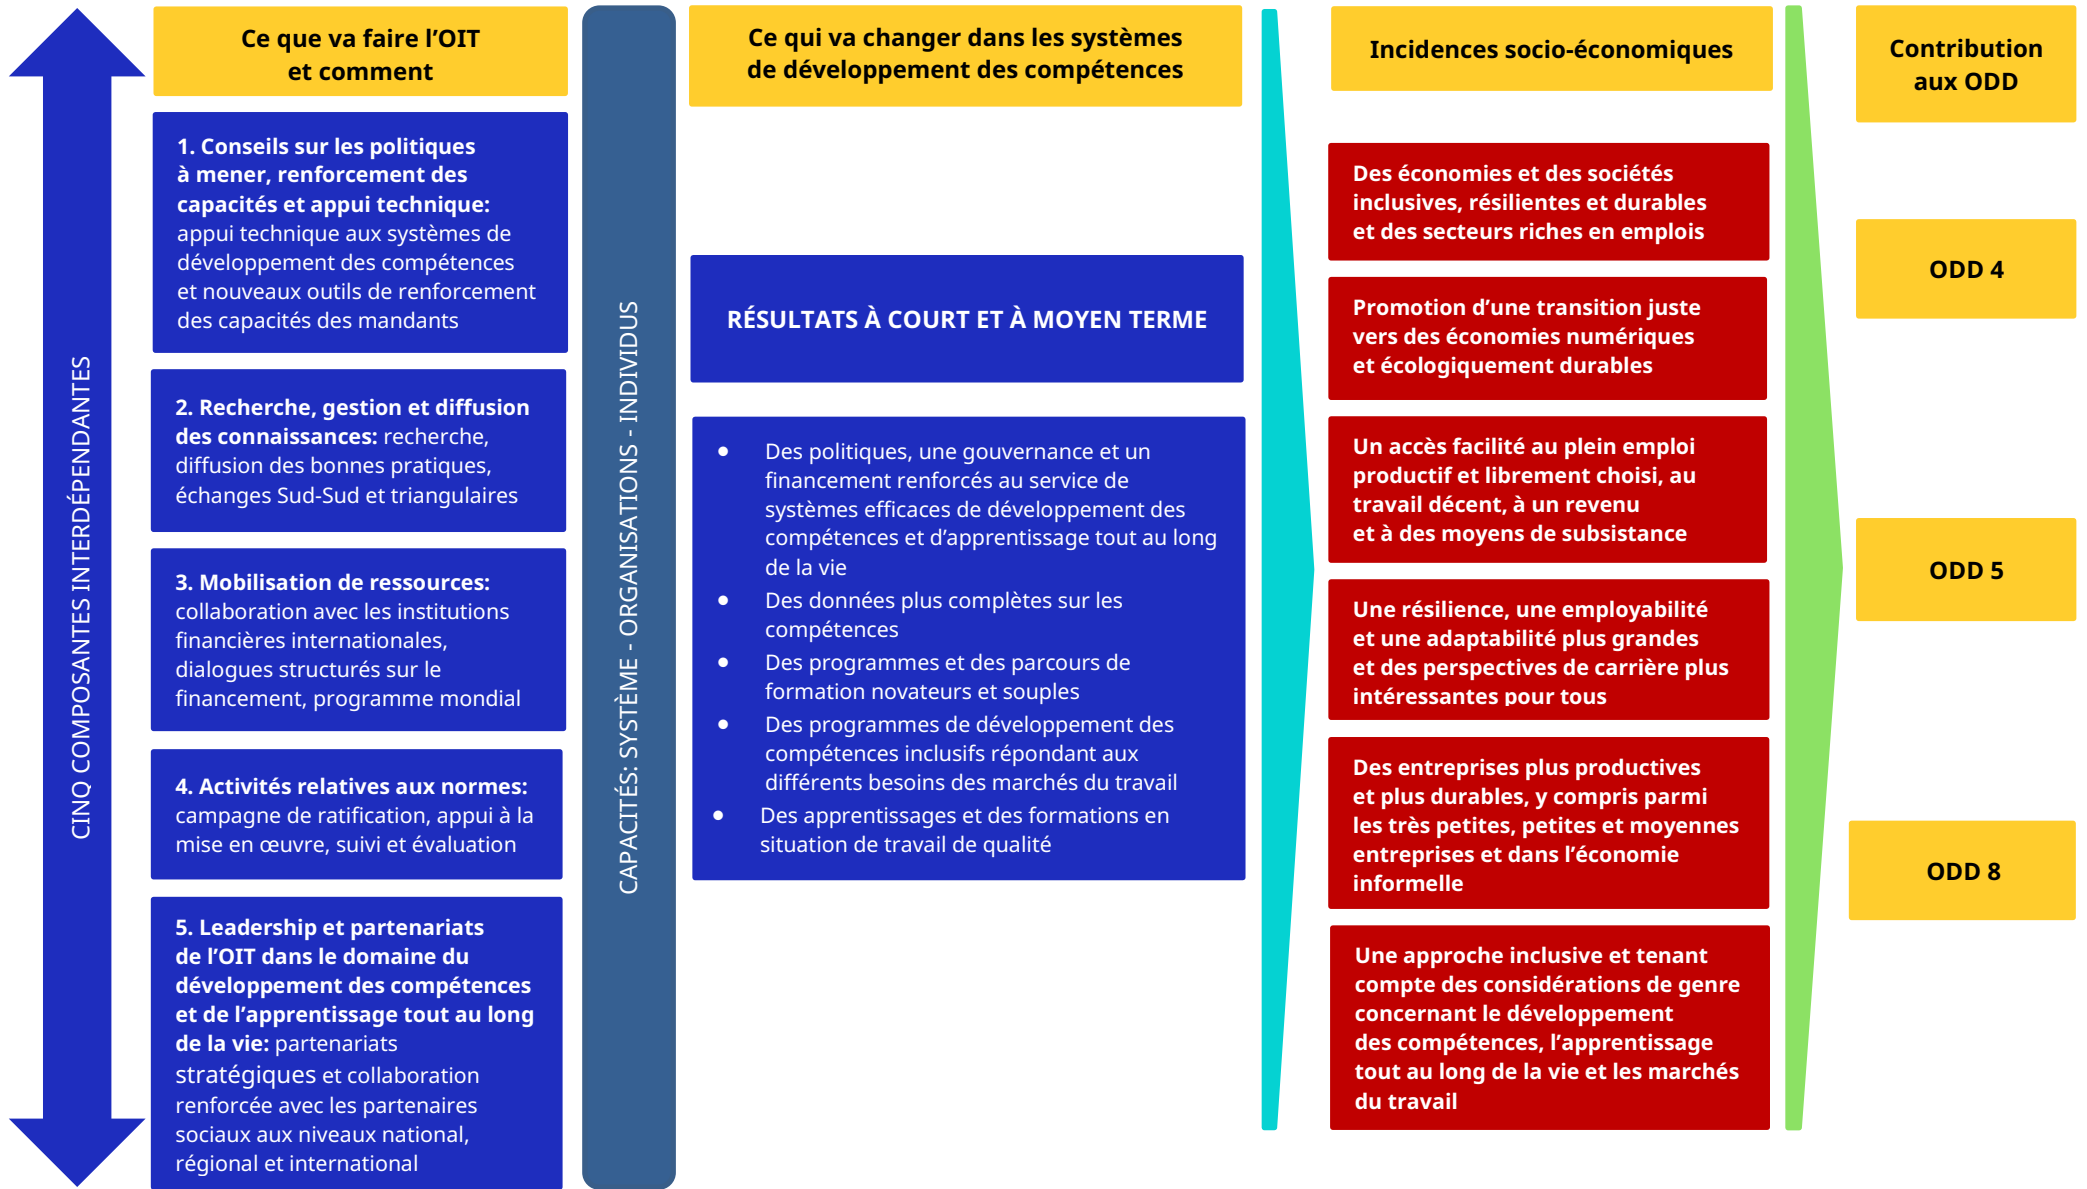 CINQ COMPOSANTES INTERDÉPENDANTES
Ce que va faire l’OIT
et comment
1. Conseils sur les politiques
à mener, renforcement des
capacités et appui technique:
appui technique aux systèmes de
développement des compétences
et nouveaux outils de renforcement
des capacités des mandants
2. Recherche, gestion et diffusion
des connaissances: recherche,
diffusion des bonnes pratiques,
échanges Sud-Sud et triangulaires
3. Mobilisation de ressources:
collaboration avec les institutions
financières internationales,
dialogues structurés sur le
financement, programme mondial
4. Activités relatives aux normes:
campagne de ratification, appui à la
mise en œuvre, suivi et évaluation
5. Leadership et partenariats
de l’OIT dans le domaine du
développement des compétences
et de l’apprentissage tout au long
de la vie: partenariats
stratégiques et collaboration
renforcée avec les partenaires
sociaux aux niveaux national,
régional et international
CAPACITÉS: SYSTÈME - ORGANISATIONS - INDIVIDUS
Ce qui va changer dans les systèmes
de développement des compétences
RÉSULTATS À COURT ET À MOYEN TERME
• Des politiques, une gouvernance et un
financement renforcés au service de
systèmes efficaces de développement des
compétences et d’apprentissage tout au long
de la vie
• Des données plus complètes sur les
compétences
• Des programmes et des parcours de
formation novateurs et souples
• Des programmes de développement des
compétences inclusifs répondant aux
différents besoins des marchés du travail
• Des apprentissages et des formations en
situation de travail de qualité
Incidences socio-économiques
Des économies et des sociétés
inclusives, résilientes et durables
et des secteurs riches en emplois
Promotion d’une transition juste
vers des économies numériques
et écologiquement durables
Un accès facilité au plein emploi
productif et librement choisi, au
travail décent, à un revenu
et à des moyens de subsistance
Une résilience, une employabilité
et une adaptabilité plus grandes
et des perspectives de carrière plus
intéressantes pour tous
Des entreprises plus productives
et plus durables, y compris parmi
les très petites, petites et moyennes
entreprises et dans l’économie
informelle
Une approche inclusive et tenant
compte des considérations de genre
concernant le développement
des compétences, l’apprentissage
tout au long de la vie et les marchés
du travail
Contribution
aux ODD
ODD 4
ODD 5
ODD 8